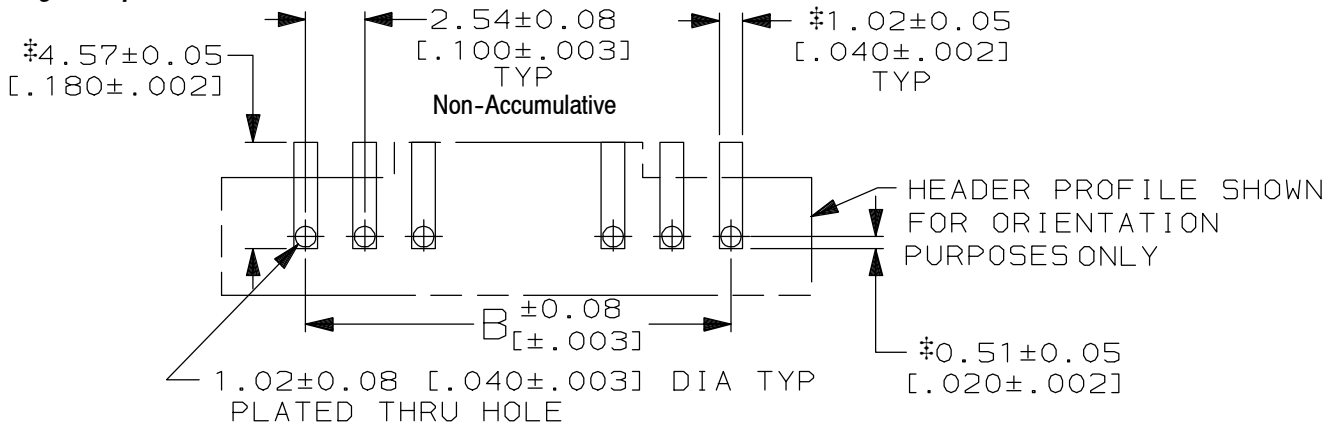 2.54±0.08
[.100±.003]
TYP
Non-Accumulative
‡1.02±0.05
[.040±.002]
TYP
‡4.57±0.05
[.180±.002]
HEADER PROFILE SHOWN
FOR ORIENTATION
PURPOSES ONLY
B ±0.08
[±.003]
‡0.51±0.05
[.020±.002]
1.02±0.08 [.040±.003] DIA TYP
PLATED THRU HOLE